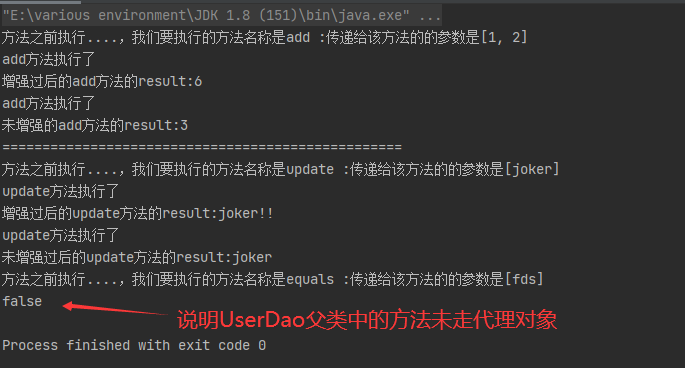 "E:\various environment\JDK 1.8 (151)\bin\java.exe" ...
方法之前执行....，我们要执行的方法名称是add :传递给该方法的的参数是[1, 2]
add方法执行了
增强过后的add方法的result:6
add方法执行了
未增强的add方法的result:3
==================================================
方法之前执行....，我们要执行的方法名称是update :传递给该方法的的参数是[joker]
update方法执行了
增强过后的update方法的result:joker!!
update方法执行了
未增强过后的update方法的result:joker
方法之前执行....，我们要执行的方法名称是equals :传递给该方法的的参数是[fds]
false
说明UserDao父类中的方法未走代理对象
Process finished with exit code 0